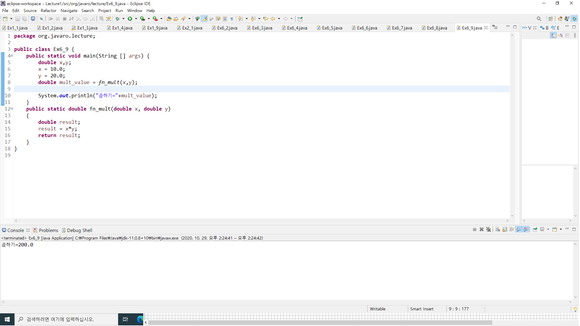 eclipse-workspace - Lecture1/src/org/javaro/lecture/Ex6_9.java - Eclipse IDE
File Edit Source Refactor Navigate Search Project Run Window Help
Ex1_1.java Ex1_2.java Ex1_3.java Ex1_4.java Ex1_9.java Ex2_1.java Ex6_2.java Ex6_3.java Ex6_4.java Ex6_5.java Ex6_6.java Ex6_7.java Ex6_8.java Ex6_9.java
1 package org.javaro.lecture;
2
3 public class Ex6_9 {
4 public static void main(String [] args) {
5 double x,y;
6 x = 10.0;
7 y = 20.0;
8 double mult_value = fn_mult(x,y);
9
10 System.out.println("곱하기="+mult_value);
11 }
12 public static double fn_mult(double x, double y)
13 {
14 double result;
15 result = x*y;
16 return result;
17 }
18 }
19
Console Problems Debug Shell
<terminated> Ex6_9 [Java Application] C:\Program Files\Java\jdk-11.0.8+10\bin\javaw.exe (2020. 10. 29. 오후 2:24:41 – 오후 2:24:42)
곱하기=200.0
Writable Smart Insert 9 : 9 : 177
검색하려면 여기에 입력하십시오.